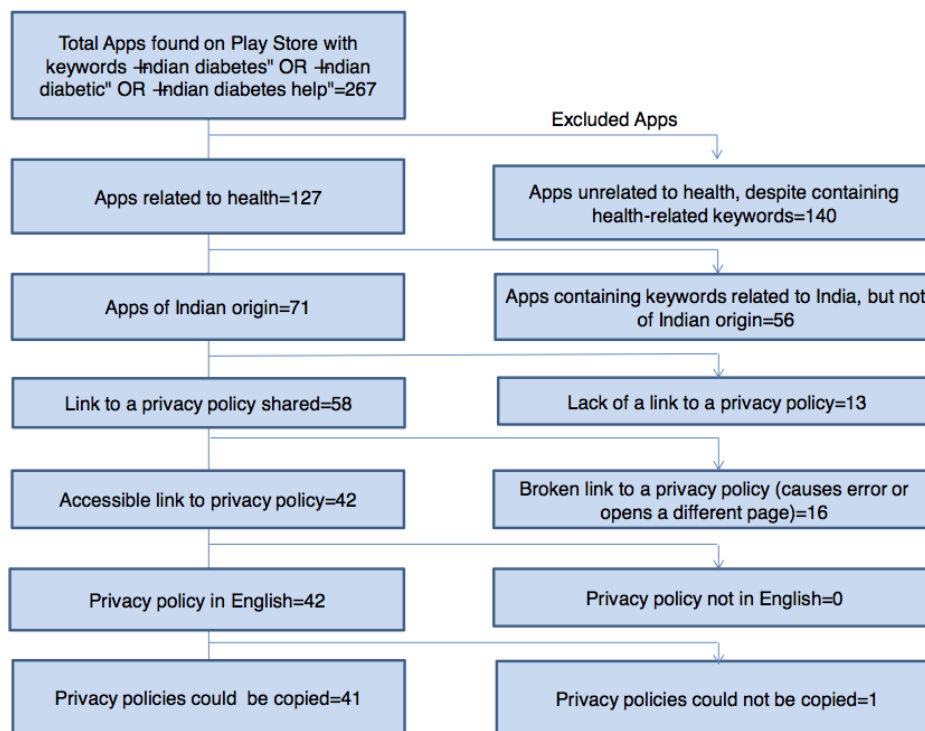 Total Apps found on Play Store with
keywords ―Indian diabetes" OR ―Indian
diabetic" OR ―Indian diabetes help"=267
Excluded Apps
Apps related to health=127
Apps unrelated to health, despite containing
health-related keywords=140
Apps of Indian origin=71
Apps containing keywords related to India, but not
of Indian origin=56
Link to a privacy policy shared=58
Lack of a link to a privacy policy=13
Accessible link to privacy policy=42
Broken link to a privacy policy (causes error or
opens a different page)=16
Privacy policy in English=42
Privacy policy not in English=0
Privacy policies could  be copied=41
Privacy policies could not be copied=1